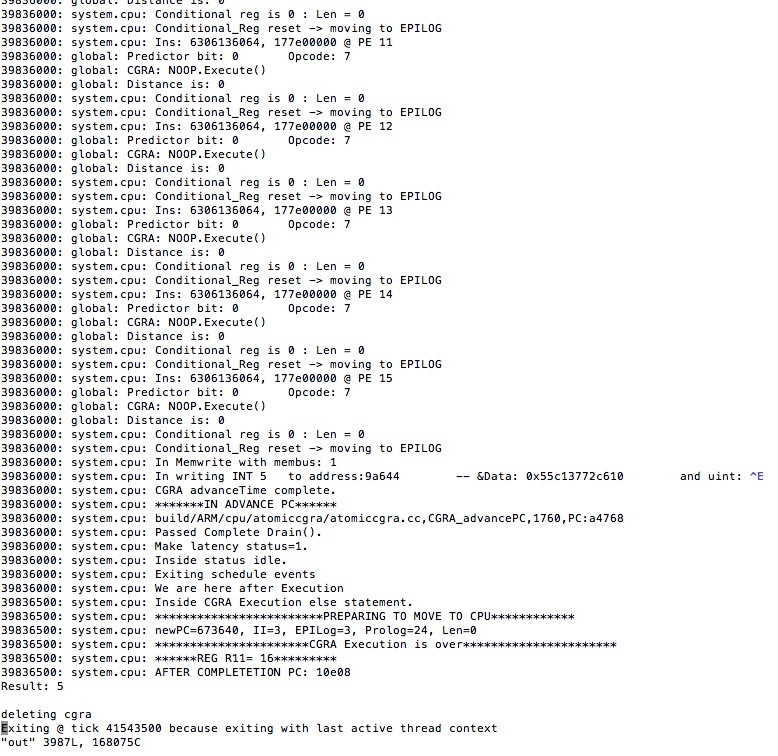 39836000: global: Distance is: 0
39836000: system.cpu: Conditional reg is 0 : Len = 0
39836000: system.cpu: Conditional_Reg reset -> moving to EPILOG
39836000: system.cpu: Ins: 6306136064, 177e00000 @ PE 11
39836000: global: Predictor bit: 0       Opcode: 7
39836000: global: CGRA: NOOP.Execute()
39836000: global: Distance is: 0
39836000: system.cpu: Conditional reg is 0 : Len = 0
39836000: system.cpu: Conditional_Reg reset -> moving to EPILOG
39836000: system.cpu: Ins: 6306136064, 177e00000 @ PE 12
39836000: global: Predictor bit: 0       Opcode: 7
39836000: global: CGRA: NOOP.Execute()
39836000: global: Distance is: 0
39836000: system.cpu: Conditional reg is 0 : Len = 0
39836000: system.cpu: Conditional_Reg reset -> moving to EPILOG
39836000: system.cpu: Ins: 6306136064, 177e00000 @ PE 13
39836000: global: Predictor bit: 0       Opcode: 7
39836000: global: CGRA: NOOP.Execute()
39836000: global: Distance is: 0
39836000: system.cpu: Conditional reg is 0 : Len = 0
39836000: system.cpu: Conditional_Reg reset -> moving to EPILOG
39836000: system.cpu: Ins: 6306136064, 177e00000 @ PE 14
39836000: global: Predictor bit: 0       Opcode: 7
39836000: global: CGRA: NOOP.Execute()
39836000: global: Distance is: 0
39836000: system.cpu: Conditional reg is 0 : Len = 0
39836000: system.cpu: Conditional_Reg reset -> moving to EPILOG
39836000: system.cpu: Ins: 6306136064, 177e00000 @ PE 15
39836000: global: Predictor bit: 0       Opcode: 7
39836000: global: CGRA: NOOP.Execute()
39836000: global: Distance is: 0
39836000: system.cpu: Conditional reg is 0 : Len = 0
39836000: system.cpu: Conditional_Reg reset -> moving to EPILOG
39836000: system.cpu: In Memwrite with membus: 1
39836000: system.cpu: In writing INT 5   to address:9a644        -- &Data: 0x55c13772c610        and uint: ^E
39836000: system.cpu: CGRA advanceTime complete.
39836000: system.cpu: *******IN ADVANCE PC******
39836000: system.cpu: build/ARM/cpu/atomiccgra/atomiccgra.cc,CGRA_advancePC,1760,PC:a4768
39836000: system.cpu: Passed Complete Drain().
39836000: system.cpu: Make latency status=1.
39836000: system.cpu: Inside status idle.
39836000: system.cpu: Exiting schedule events
39836000: system.cpu: We are here after Execution
39836500: system.cpu: Inside CGRA Execution else statement.
39836500: system.cpu: ************************PREPARING TO MOVE TO CPU************
39836500: system.cpu: newPC=673640, II=3, EPILog=3, Prolog=24, Len=0
39836500: system.cpu: **********************CGRA Execution is over**********************
39836500: system.cpu: ******REG R11= 16*********
39836500: system.cpu: AFTER COMPLETETION PC: 10e08
Result: 5
deleting cgra
Exiting @ tick 41543500 because exiting with last active thread context
"out" 3987L, 168075C